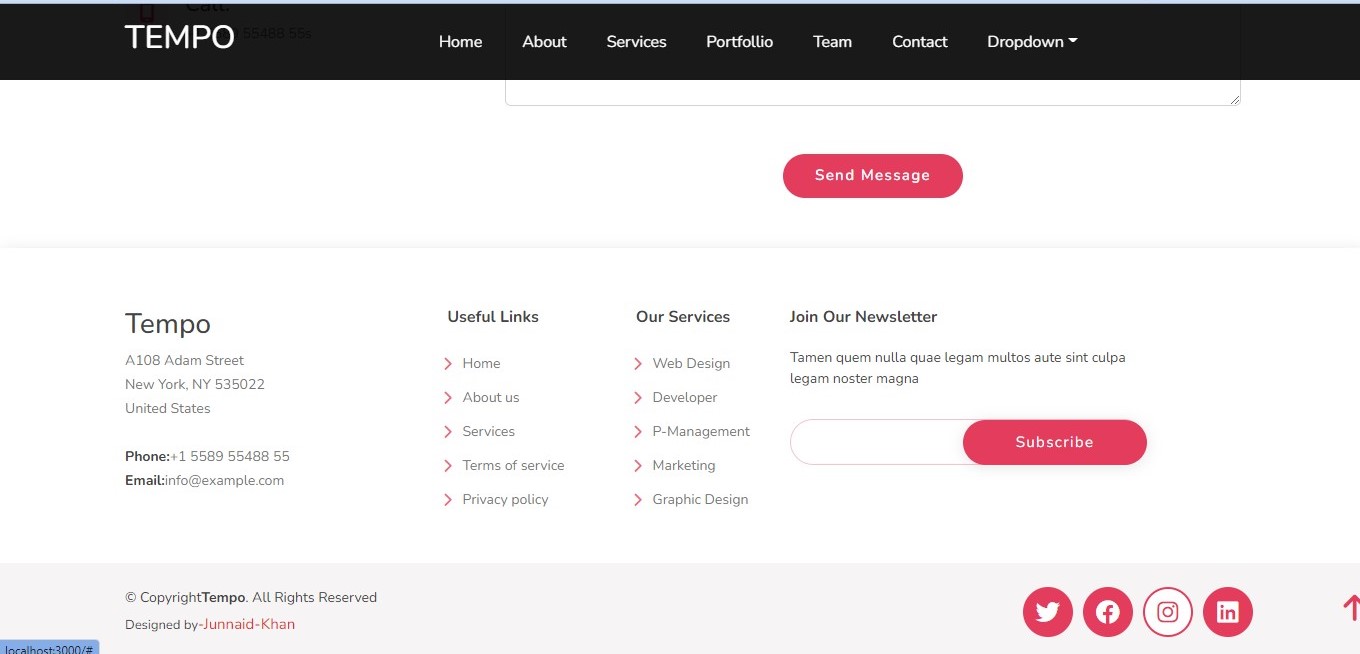 Call:
55488 55s
TEMPO
Home
About
Services
Portfollio
Team
Contact
Dropdown
Send Message
Tempo
A108 Adam Street
New York, NY 535022
United States
Phone:+1 5589 55488 55
Email:info@example.com
Useful Links
Home
About us
Services
Terms of service
Privacy policy
Our Services
Web Design
Developer
P-Management
Marketing
Graphic Design
Join Our Newsletter
Tamen quem nulla quae legam multos aute sint culpa
legam noster magna
Subscribe
© CopyrightTempo. All Rights Reserved
Designed by-Junnaid-Khan
localhost:3000/#